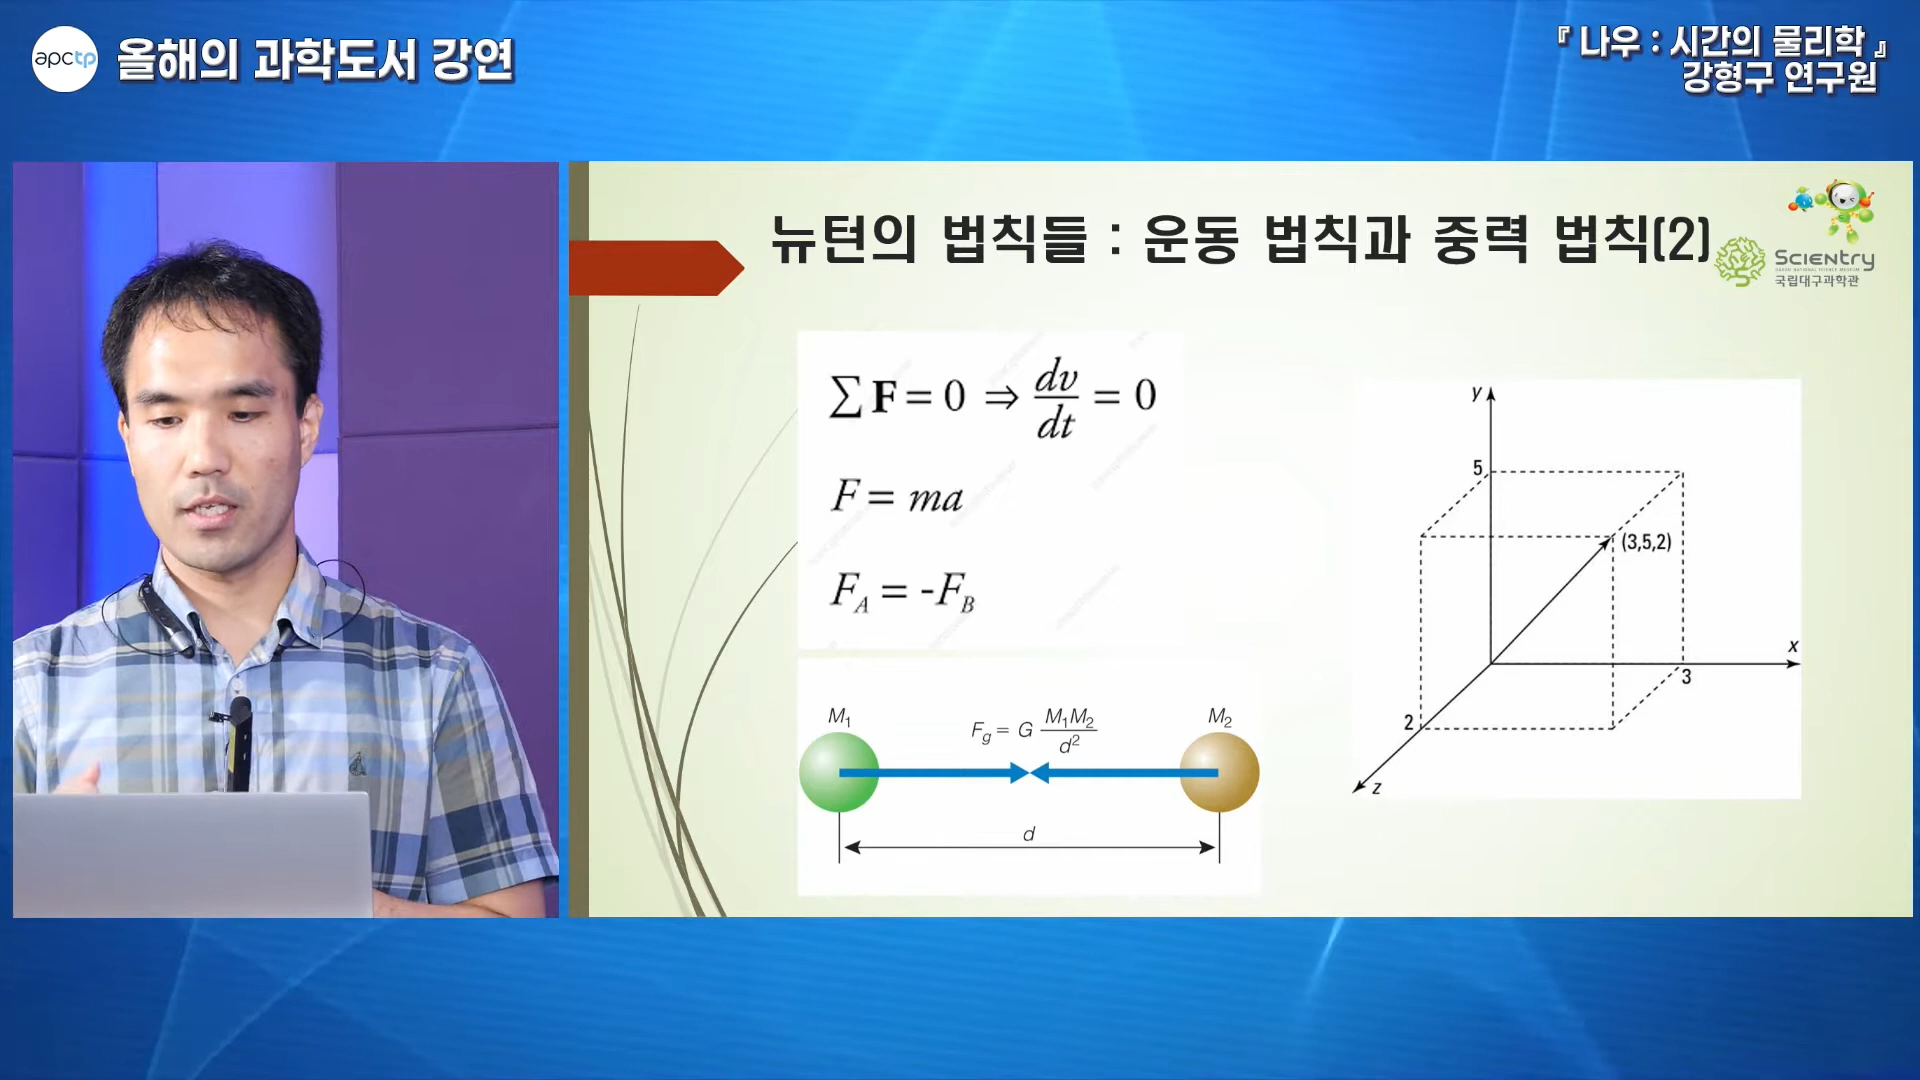 apctp 올해의 과학도서 강연
『 나우 : 시간의 물리학 』
강형구 연구원
뉴턴의 법칙들 : 운동 법칙과 중력 법칙(2)
Scientry
국립대구과학관
∑ F = 0 ⇒ dv/dt = 0
F = ma
F_A = -F_B
M₁
F_g = G M₁M₂/d²
M₂
d
y
5
(3,5,2)
x
3
2
z